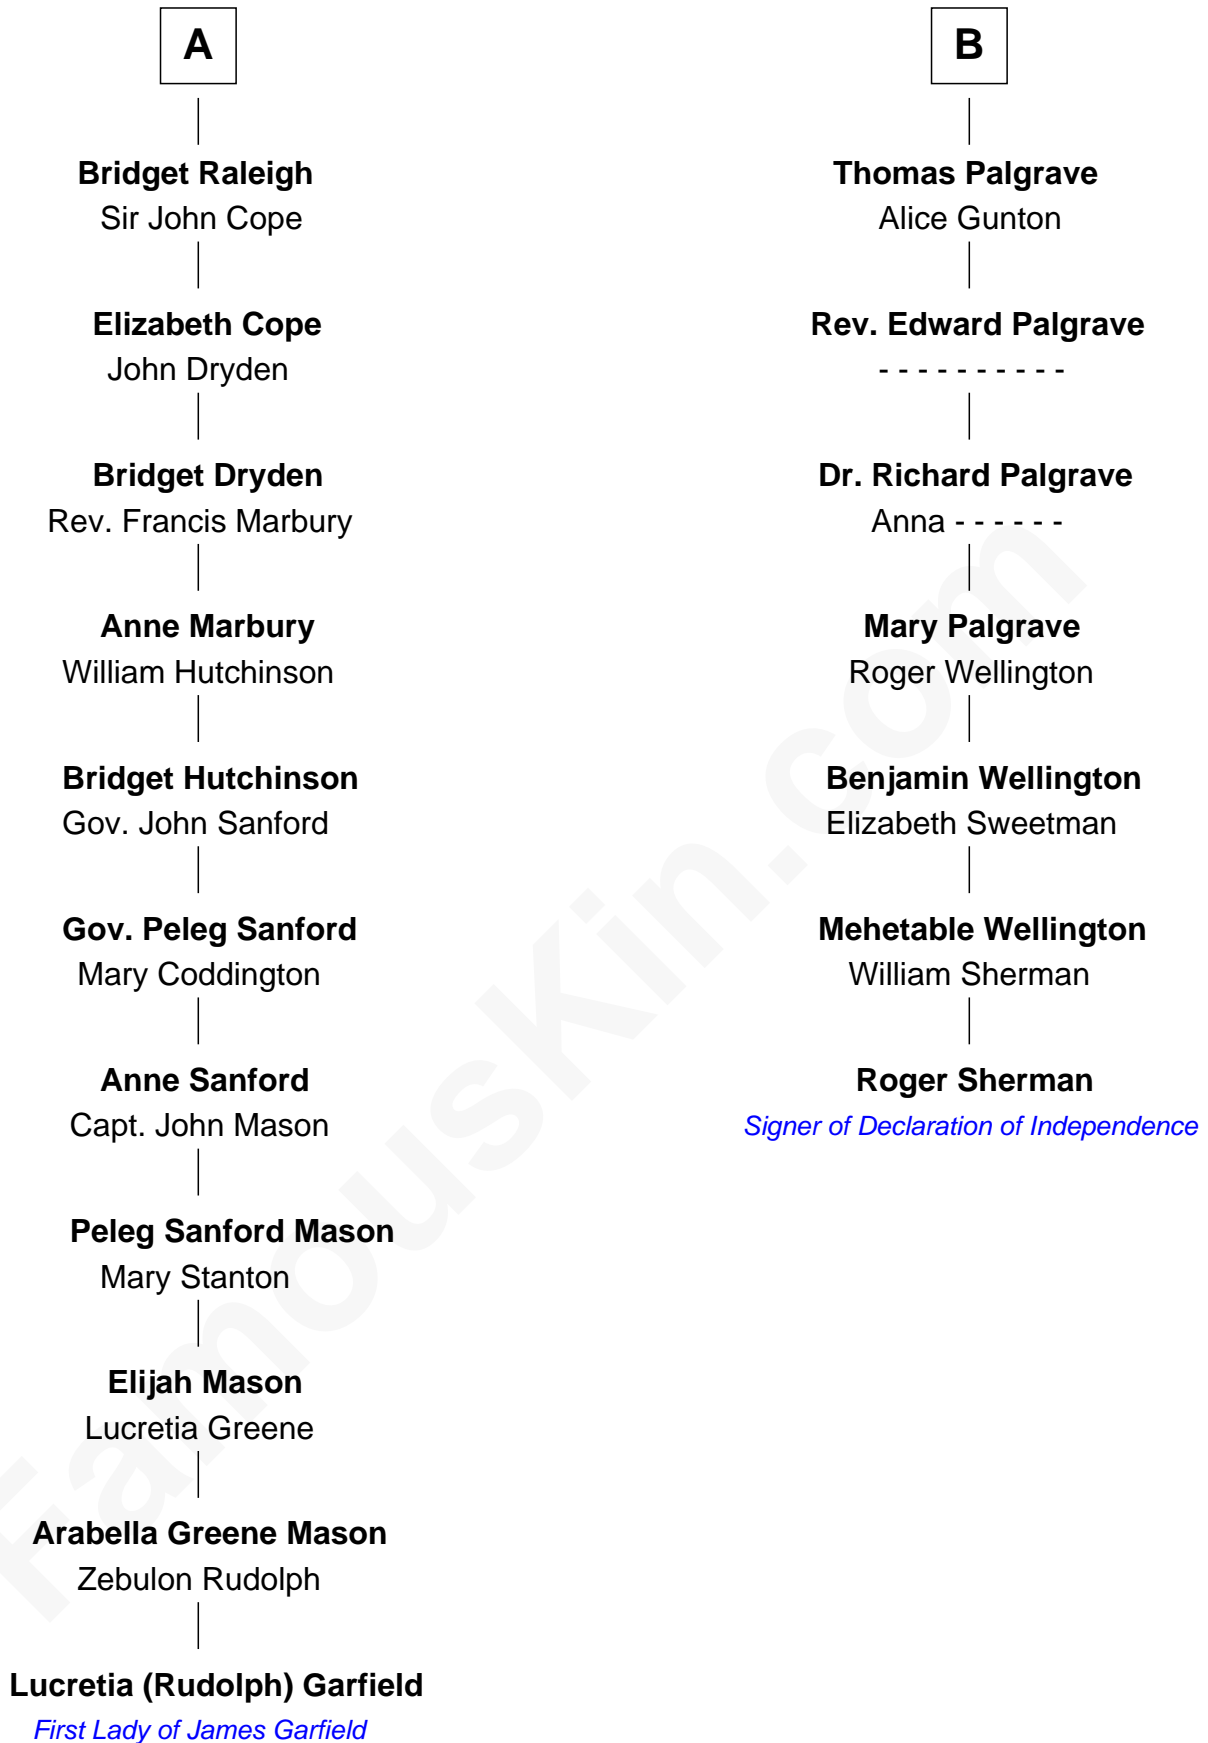 A
Bridget Raleigh
Sir John Cope
Elizabeth Cope
John Dryden
Bridget Dryden
Rev. Francis Marbury
Anne Marbury
William Hutchinson
Bridget Hutchinson
Gov. John Sanford
Gov. Peleg Sanford
Mary Coddington
Anne Sanford
Capt. John Mason
Peleg Sanford Mason
Mary Stanton
Elijah Mason
Lucretia Greene
Arabella Greene Mason
Zebulon Rudolph
Lucretia (Rudolph) Garfield
First Lady of James Garfield
B
Thomas Palgrave
Alice Gunton
Rev. Edward Palgrave
- - - - - - - - - -
Dr. Richard Palgrave
Anna - - - - - -
Mary Palgrave
Roger Wellington
Benjamin Wellington
Elizabeth Sweetman
Mehetable Wellington
William Sherman
Roger Sherman
Signer of Declaration of Independence
FamousKin.com